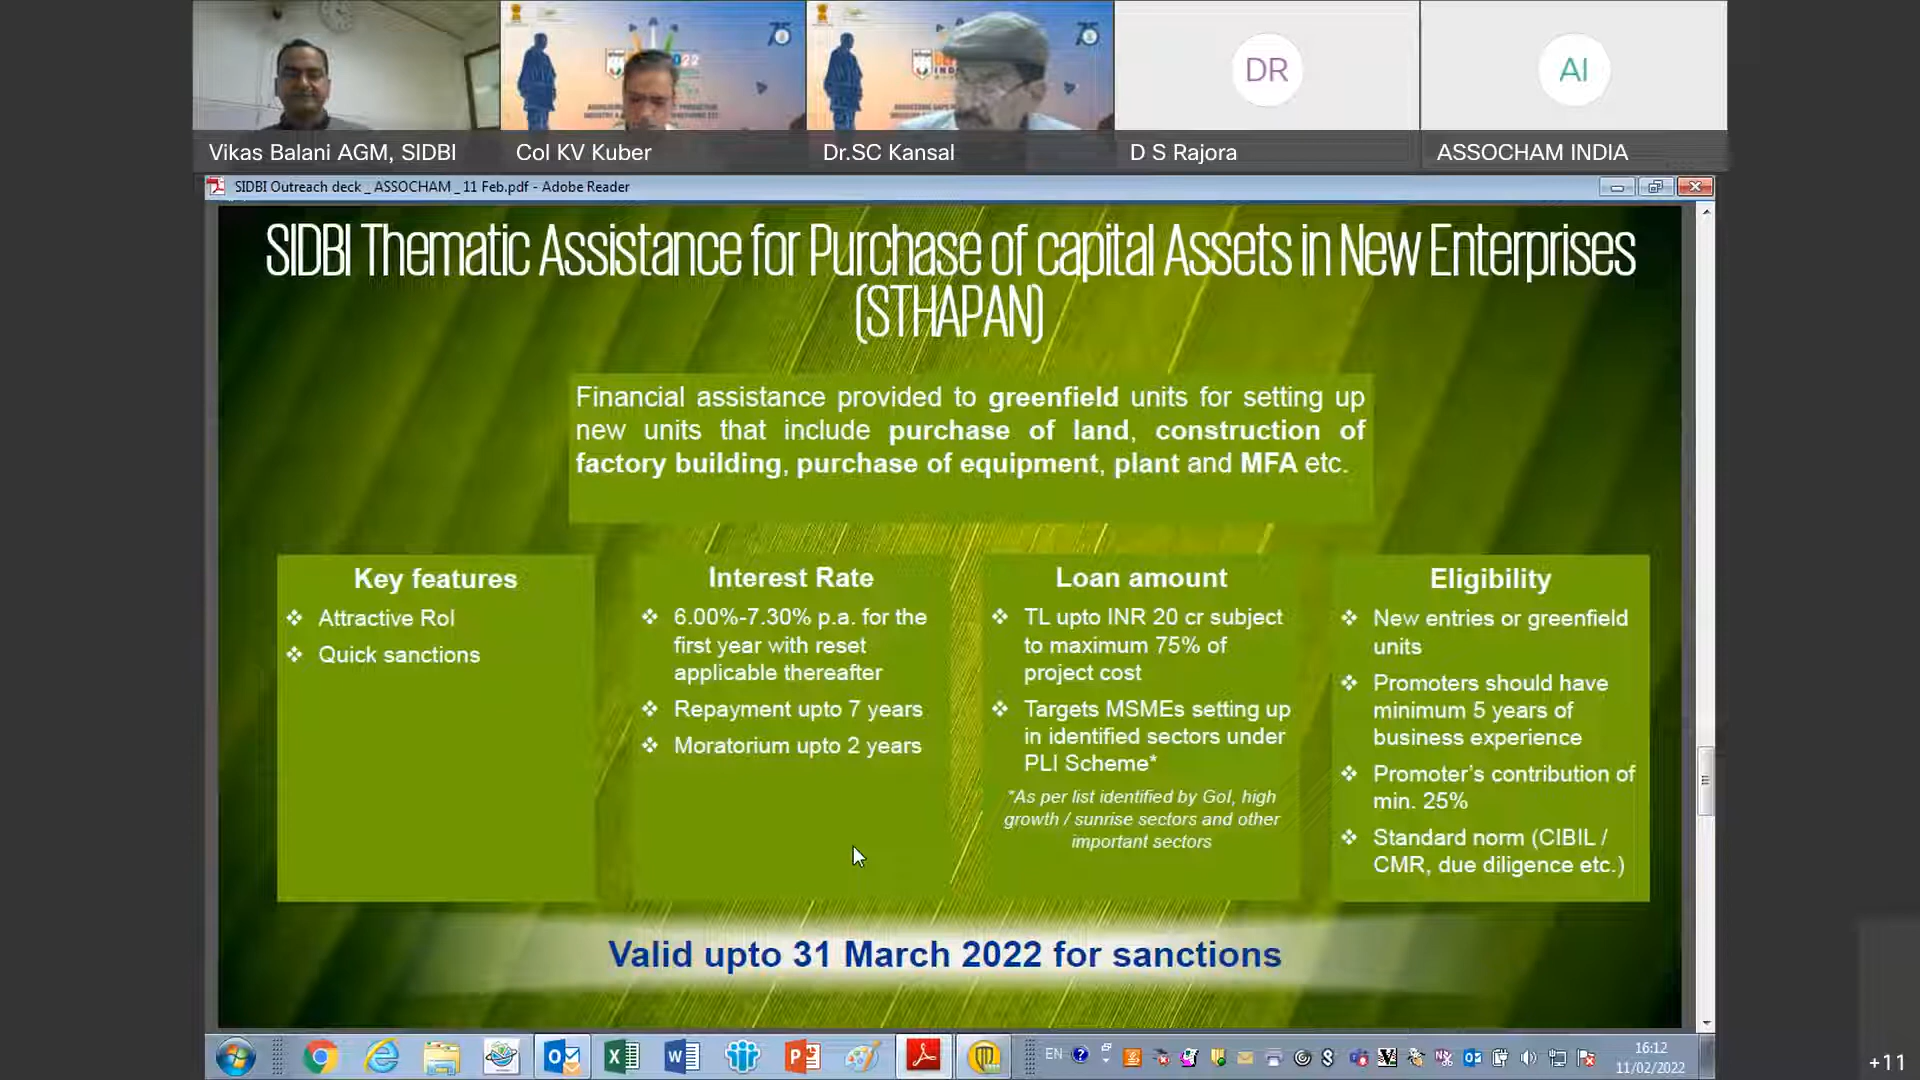 DR
AI
Vikas Balani AGM, SIDBI
Col KV Kuber
Dr.SC Kansal
D S Rajora
ASSOCHAM INDIA
SIDBI Outreach deck _ ASSOCHAM _ 11 Feb.pdf - Adobe Reader
SIDBI Thematic Assistance for Purchase of capital Assets in New Enterprises
(STHAPAN)
Financial assistance provided to greenfield units for setting up
new units that include purchase of land, construction of
factory building, purchase of equipment, plant and MFA etc.
Key features
❖ Attractive RoI
❖ Quick sanctions
Interest Rate
❖ 6.00%-7.30% p.a. for the
first year with reset
applicable thereafter
❖ Repayment upto 7 years
❖ Moratorium upto 2 years
Loan amount
❖ TL upto INR 20 cr subject
to maximum 75% of
project cost
❖ Targets MSMEs setting up
in identified sectors under
PLI Scheme*
*As per list identified by GoI, high
growth / sunrise sectors and other
important sectors
Eligibility
❖ New entries or greenfield
units
❖ Promoters should have
minimum 5 years of
business experience
❖ Promoter's contribution of
min. 25%
❖ Standard norm (CIBIL /
CMR, due diligence etc.)
Valid upto 31 March 2022 for sanctions
EN
16:12
11/02/2022
+11